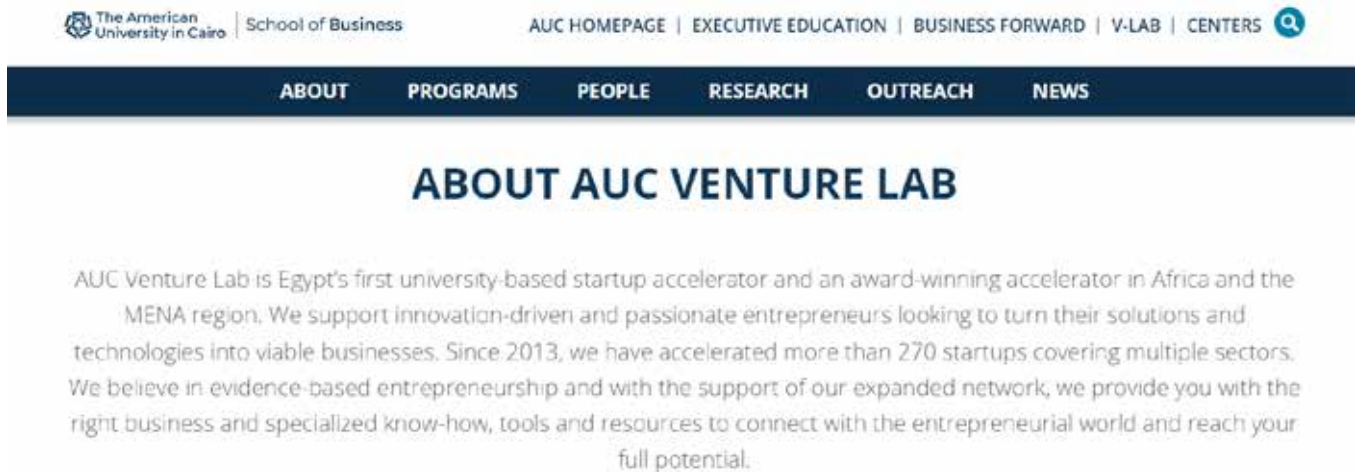 The American
University in Cairo
School of Business
AUC HOMEPAGE | EXECUTIVE EDUCATION | BUSINESS FORWARD | V-LAB | CENTERS
ABOUT PROGRAMS PEOPLE RESEARCH OUTREACH NEWS
ABOUT AUC VENTURE LAB
AUC Venture Lab is Egypt's first university-based startup accelerator and an award-winning accelerator in Africa and the
MENA region. We support innovation-driven and passionate entrepreneurs looking to turn their solutions and
technologies into viable businesses. Since 2013, we have accelerated more than 270 startups covering multiple sectors.
We believe in evidence-based entrepreneurship and with the support of our expanded network, we provide you with the
right business and specialized know-how, tools and resources to connect with the entrepreneurial world and reach your
full potential.